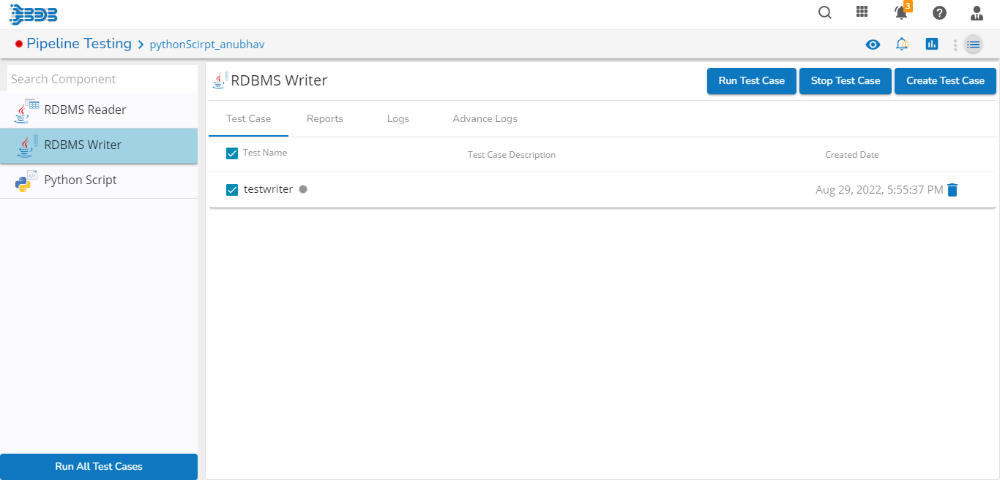 BDB
3
Pipeline Testing > pythonScirpt_anubhav
Search Component
RDBMS Reader
RDBMS Writer
Python Script
Run All Test Cases
RDBMS Writer
Run Test Case
Stop Test Case
Create Test Case
Test Case
Reports
Logs
Advance Logs
Test Name
Test Case Description
Created Date
testwriter
Aug 29, 2022, 5:55:37 PM